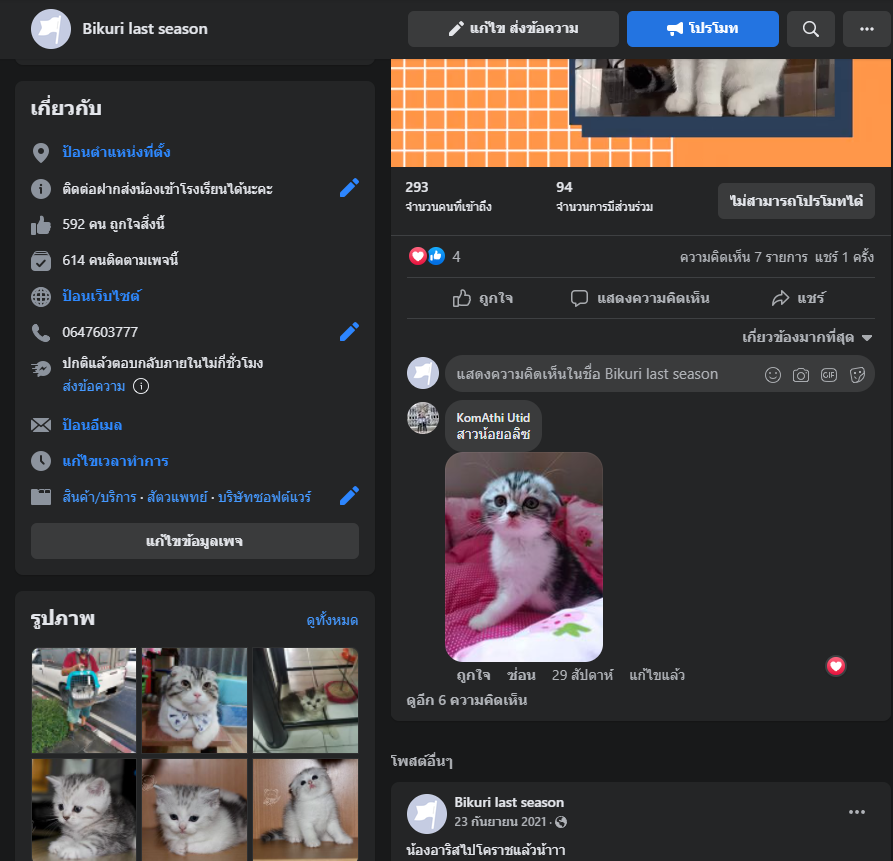 Bikuri last season
แก้ไข ส่งข้อความ
โปรโมท
เกี่ยวกับ
ป้อนตำแหน่งที่ตั้ง
ติดต่อฝากส่งน้องเข้าโรงเรียนได้นะคะ
592 คน ถูกใจสิ่งนี้
614 คนติดตามเพจนี้
ป้อนเว็บไซต์
0647603777
ปกติแล้วตอบกลับภายในไม่กี่ชั่วโมง
ส่งข้อความ
ป้อนอีเมล
แก้ไขเวลาทำการ
สินค้า/บริการ · สัตวแพทย์ · บริษัทซอฟต์แวร์
แก้ไขข้อมูลเพจ
รูปภาพ
ดูทั้งหมด
293
จำนวนคนที่เข้าถึง
94
จำนวนการมีส่วนร่วม
ไม่สามารถโปรโมทได้
4
ความคิดเห็น 7 รายการ แชร์ 1 ครั้ง
ถูกใจ
แสดงความคิดเห็น
แชร์
เกี่ยวข้องมากที่สุด
แสดงความคิดเห็นในชื่อ Bikuri last season
GIF
KomAthi Utid
สาวน้อยอลิซ
ถูกใจ ซ่อน 29 สัปดาห์ แก้ไขแล้ว
ดูอีก 6 ความคิดเห็น
โพสต์อื่นๆ
Bikuri last season
23 กันยายน 2021 ·
น้องอาริสไปโคราชแล้วน้าาา